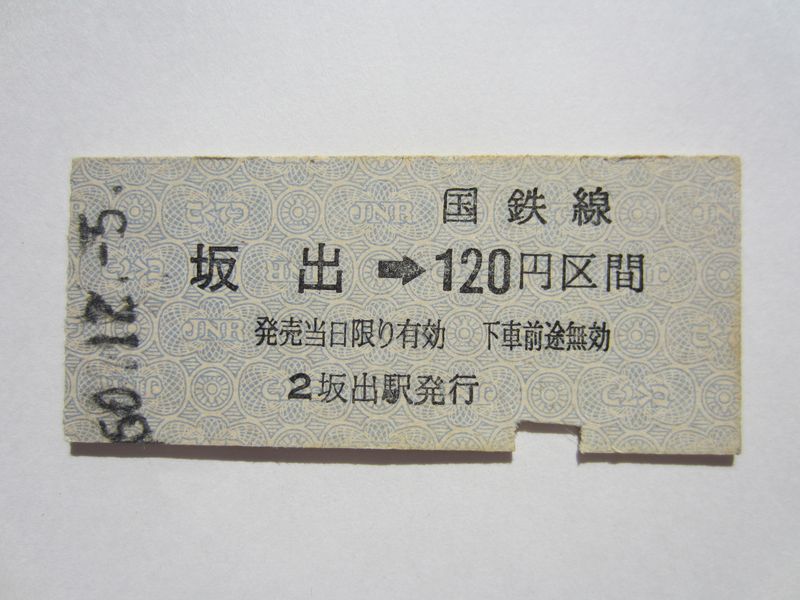 国鉄線
坂出➡120円区間
発売当日限り有効 下車前途無効
2坂出駅発行
60.12.-5.